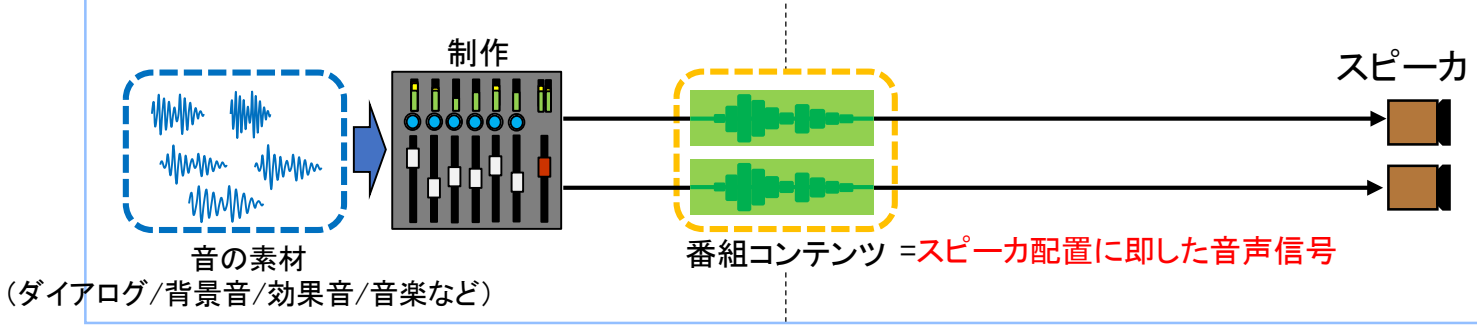 制作
スピーカ
音の素材
（ダイアログ/背景音/効果音/音楽など）
番組コンテンツ =スピーカ配置に即した音声信号